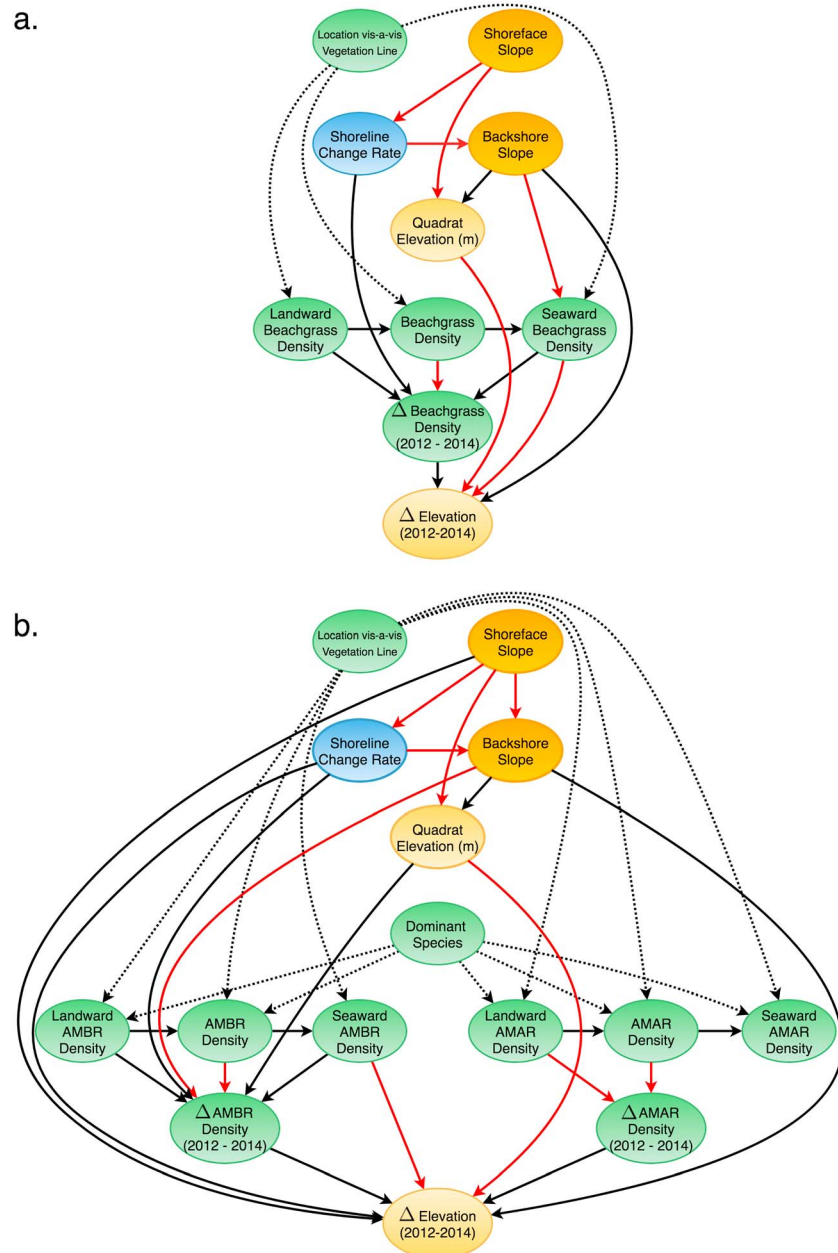 a.
Location vis-a-vis
Vegetation Line
Shoreface
Slope
Shoreline
Change Rate
Backshore
Slope
Quadrat
Elevation (m)
Landward
Beachgrass
Density
Beachgrass
Density
Seaward
Beachgrass
Density
Δ Beachgrass
Density
(2012 - 2014)
Δ Elevation
(2012-2014)
b.
Location vis-a-vis
Vegetation Line
Shoreface
Slope
Shoreline
Change Rate
Backshore
Slope
Quadrat
Elevation (m)
Dominant
Species
Landward
AMBR
Density
AMBR
Density
Seaward
AMBR
Density
Landward
AMAR
Density
AMAR
Density
Seaward
AMAR
Density
Δ AMBR
Density
(2012 - 2014)
Δ AMAR
Density
(2012 - 2014)
Δ Elevation
(2012-2014)